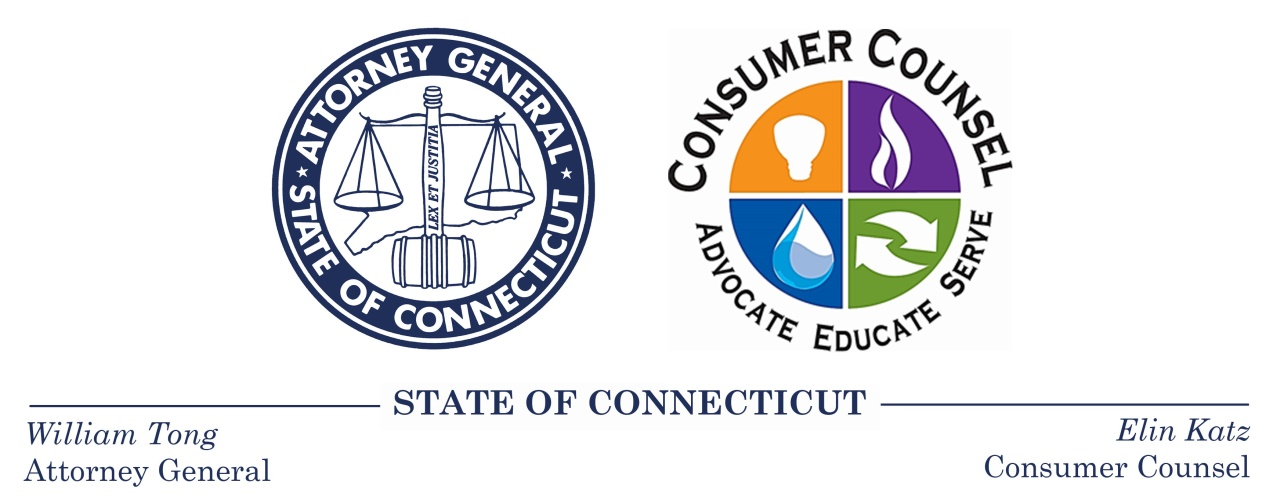 ATTORNEY GENERAL
STATE OF CONNECTICUT
LEX ET JUSTITIA
CONSUMER COUNSEL
ADVOCATE EDUCATE SERVE
STATE OF CONNECTICUT
William Tong
Attorney General
Elin Katz
Consumer Counsel